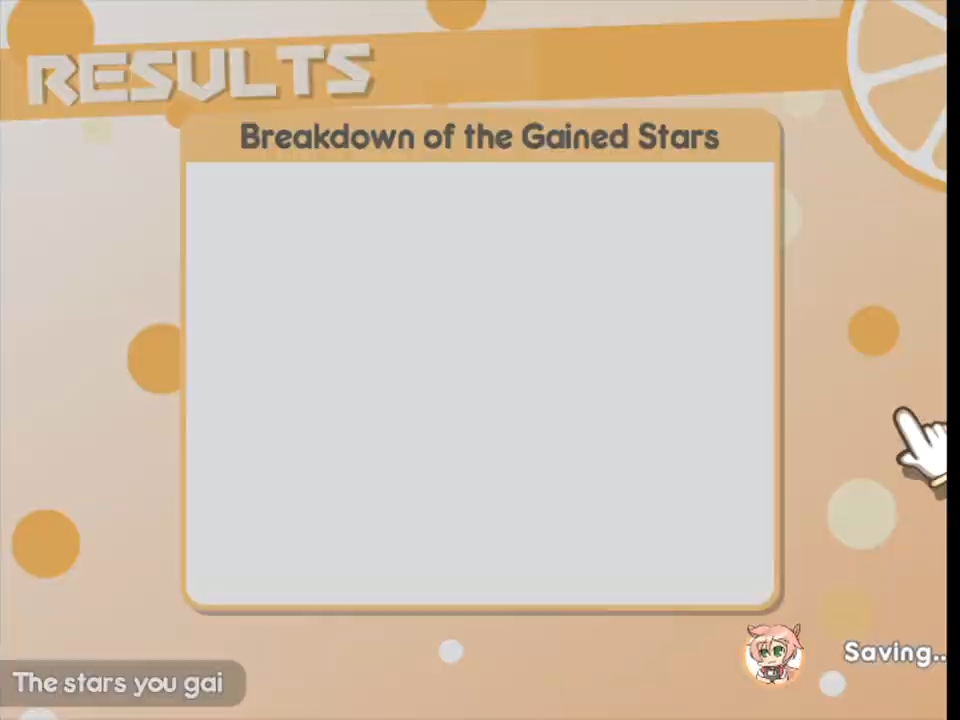 RESULTS
Breakdown of the Gained Stars
Saving..
The stars you gai